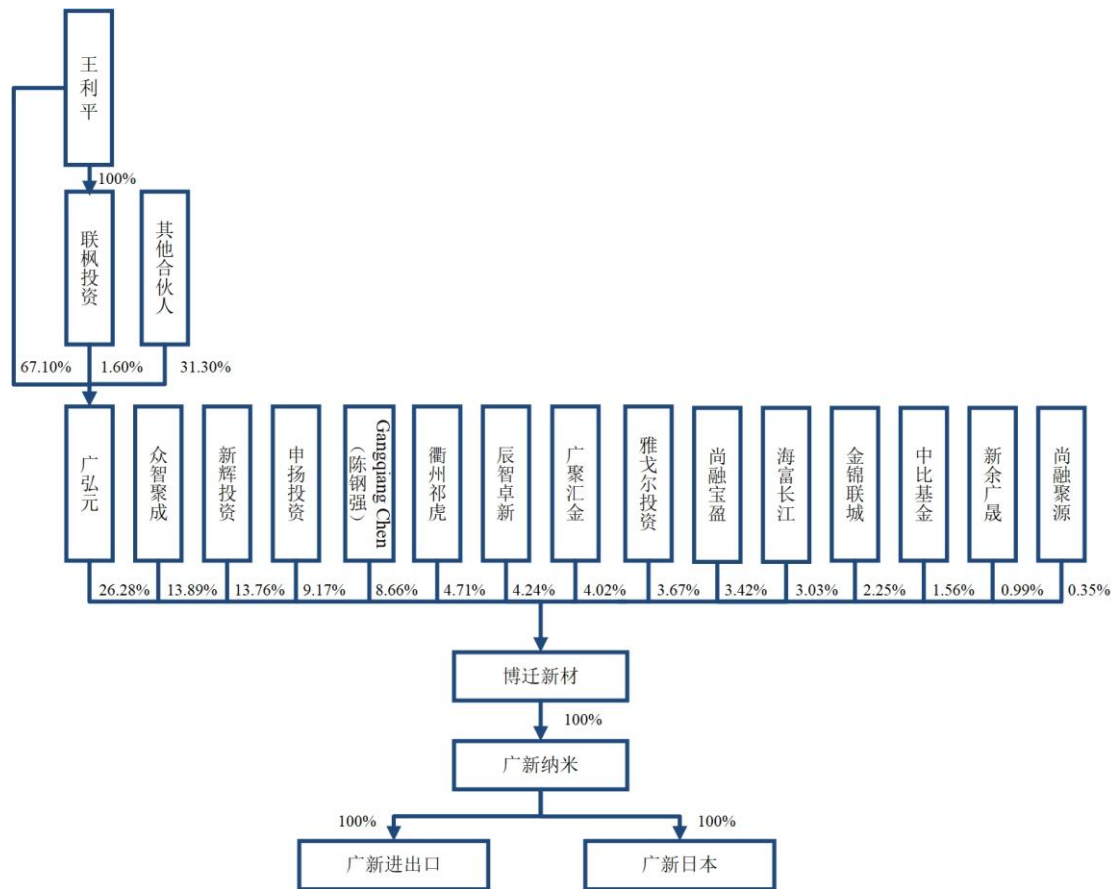 王利平
100%
联枫投资
其他合伙人
67.10%
1.60%
31.30%
广弘元
众智聚成
新辉投资
申扬投资
Gangqiang Chen
（陈钢强）
衢州祁虎
辰智卓新
广聚汇金
雅戈尔投资
尚融宝盈
海富长江
金锦联城
中比基金
新余广晟
尚融聚源
26.28%
13.89%
13.76%
9.17%
8.66%
4.71%
4.24%
4.02%
3.67%
3.42%
3.03%
2.25%
1.56%
0.99%
0.35%
博迁新材
100%
广新纳米
100%
100%
广新进出口
广新日本